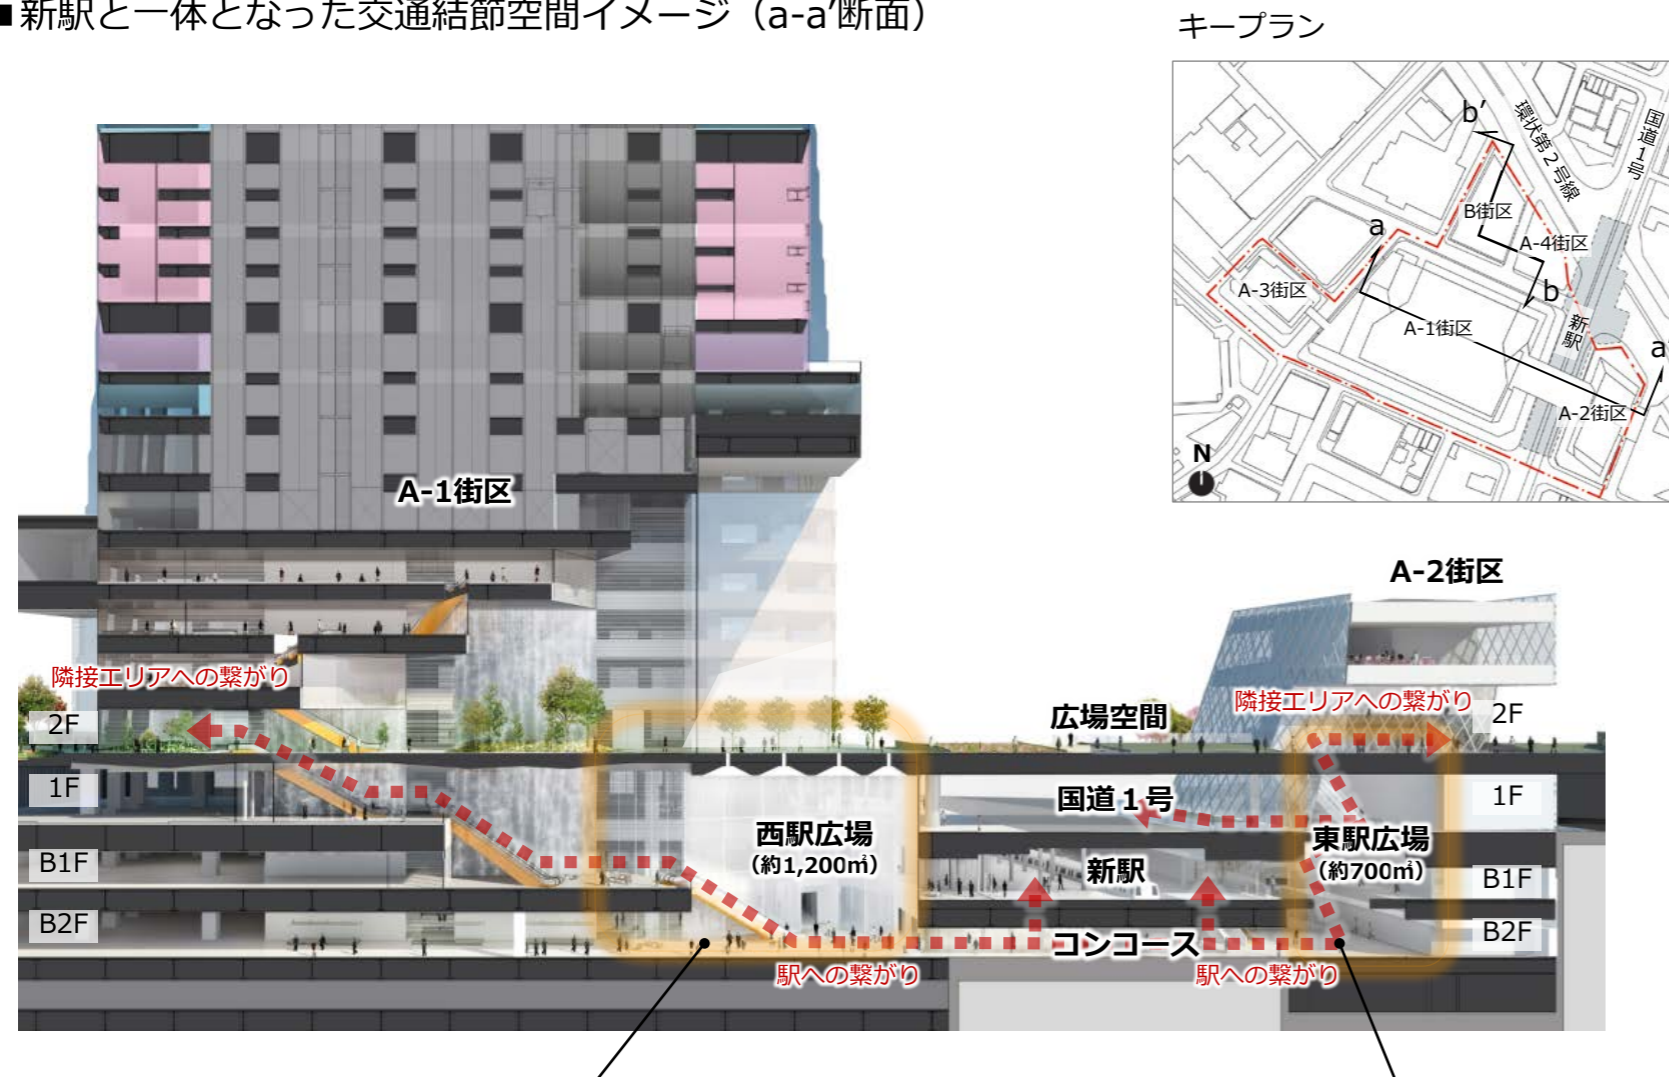 ■新駅と一体となった交通結節空間イメージ（a-a’断面）
キープラン
b’
環状第２号線
国道1号
a
B街区
A-4街区
A-3街区
b
A-1街区
新駅
a
A-2街区
N
A-1街区
A-2街区
隣接エリアへの繋がり
隣接エリアへの繋がり
広場空間
2F
2F
1F
国道１号
1F
西駅広場
（約1,200㎡）
東駅広場
（約700㎡）
新駅
B1F
B1F
B2F
B2F
コンコース
駅への繋がり
駅への繋がり